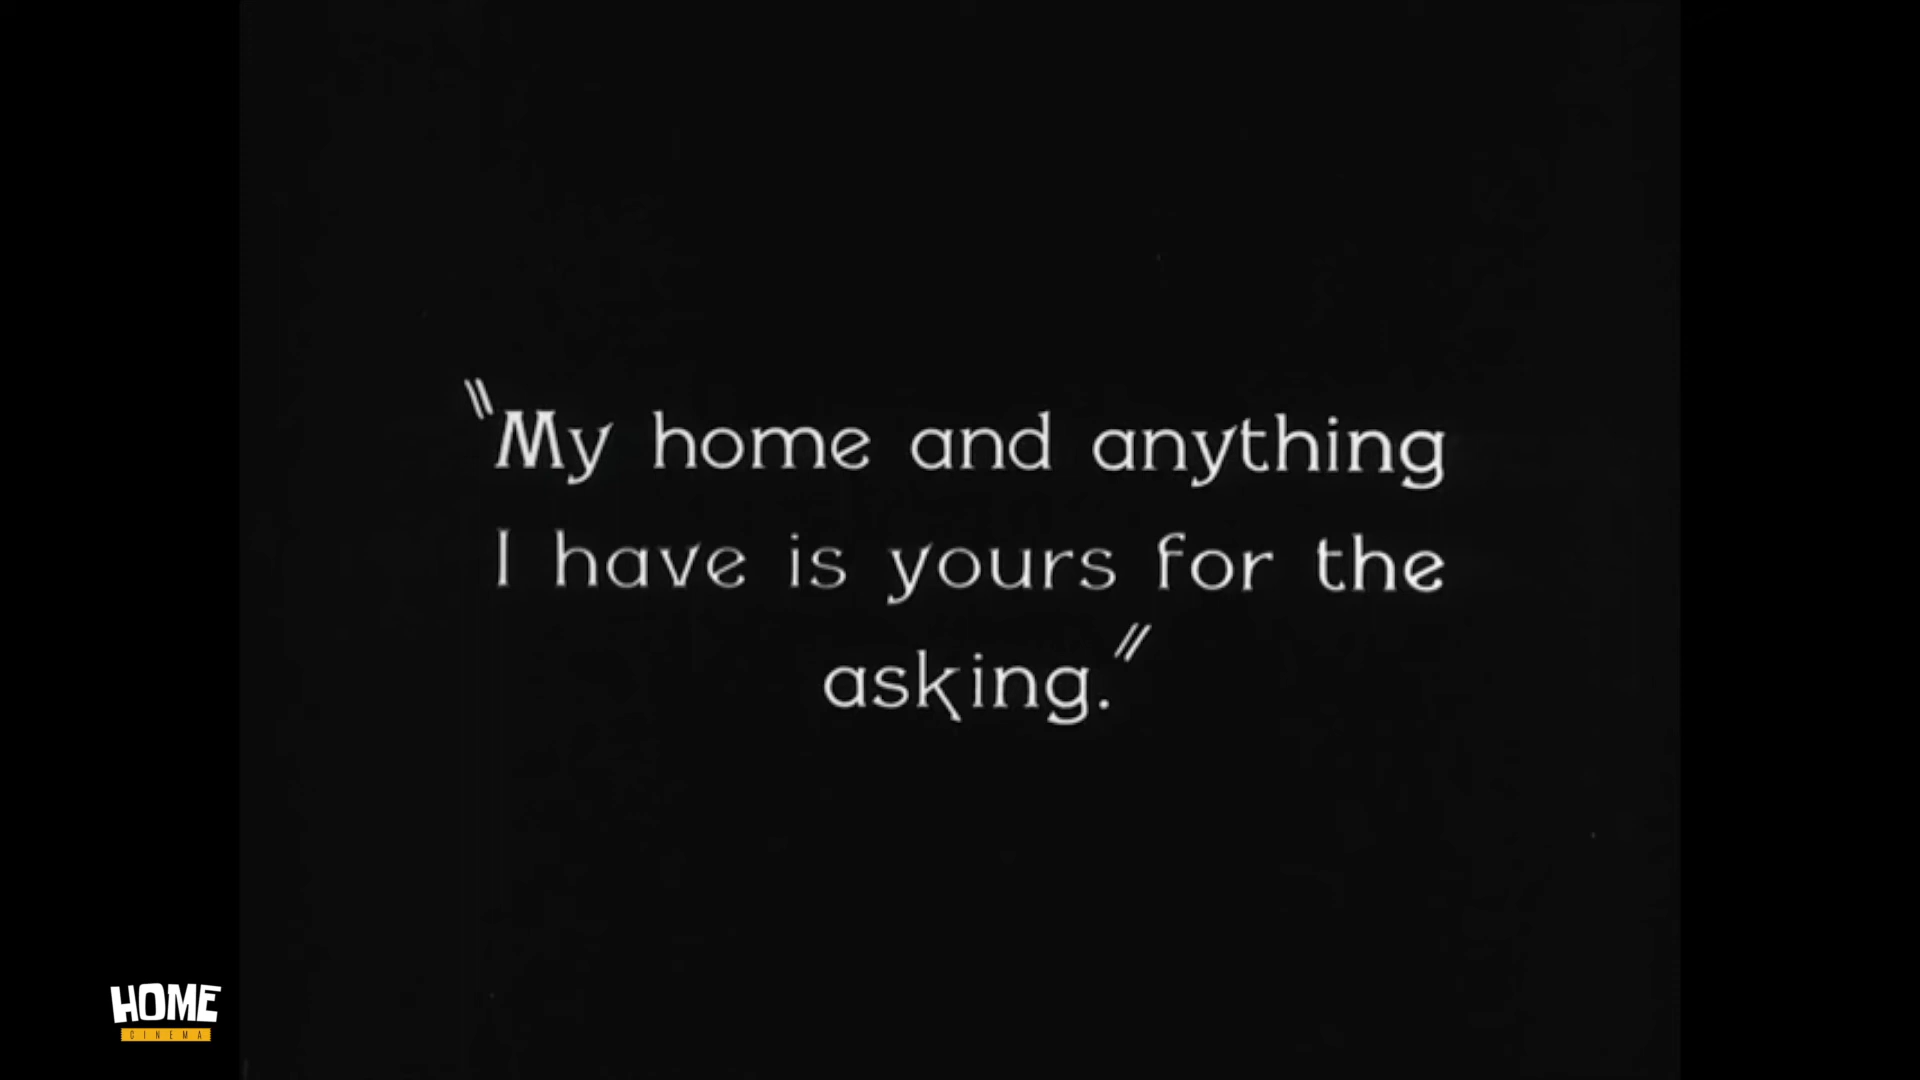 "My home and anything
I have is yours for the
asking."
HOME
CINEMA